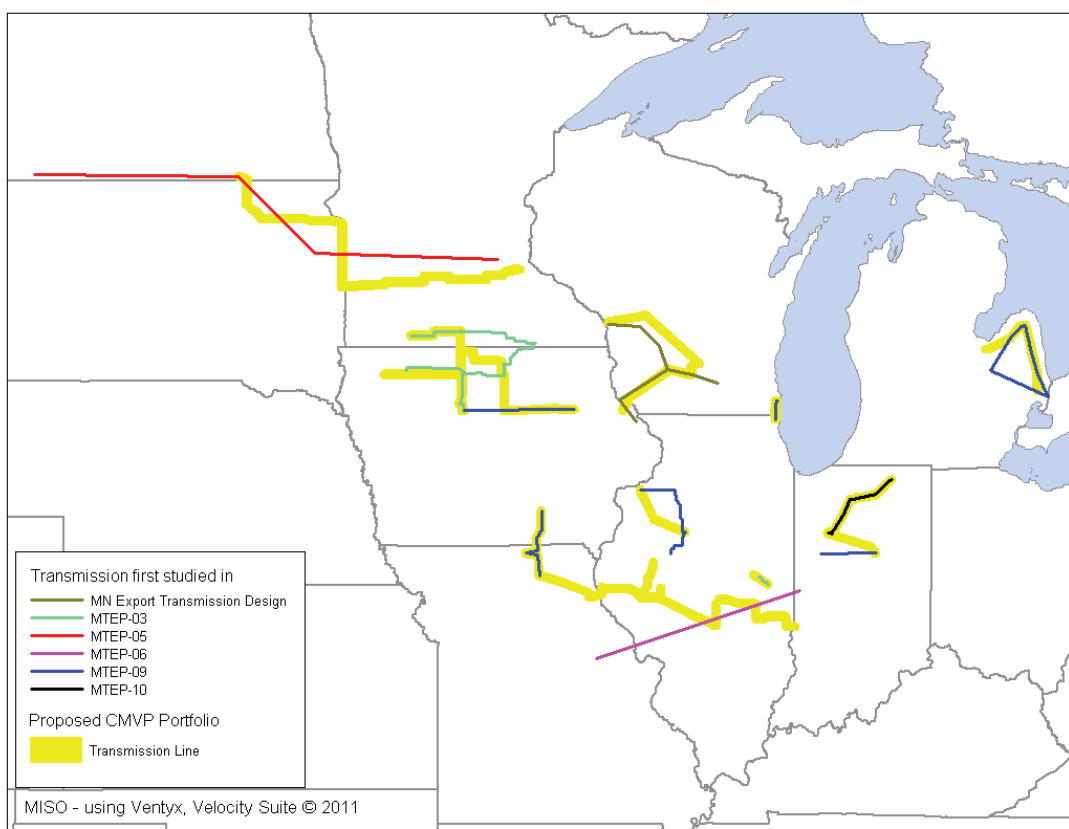 Transmission first studied in
MN Export Transmission Design
MTEP-03
MTEP-05
MTEP-06
MTEP-09
MTEP-10
Proposed CMVP Portfolio
Transmission Line
MISO - using Ventyx, Velocity Suite © 2011